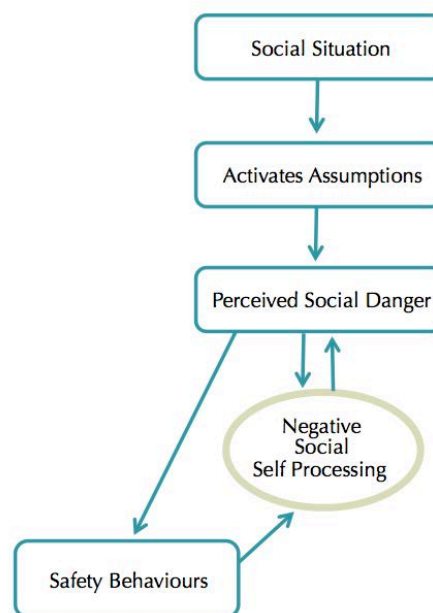 Social Situation
Activates Assumptions
Perceived Social Danger
Negative
Social
Self Processing
Safety Behaviours